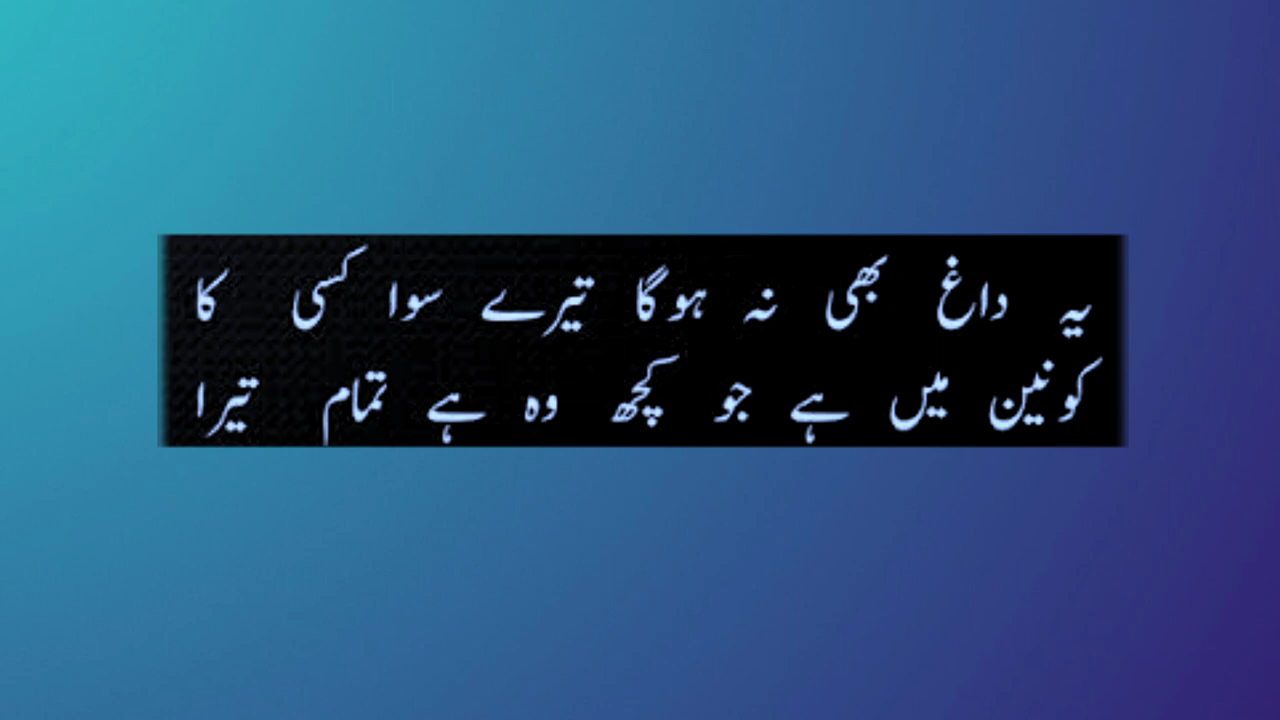 یہ داغ بھی نہ ہوگا تیرے سوا کسی کا
کونین میں ہے جو کچھ وہ ہے تمام تیرا